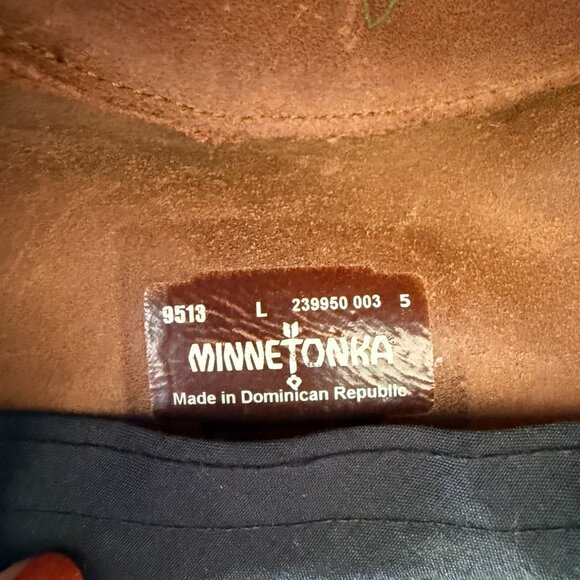 9513 L 239950 003 5
MINNETONKA
Made in Dominican Republic